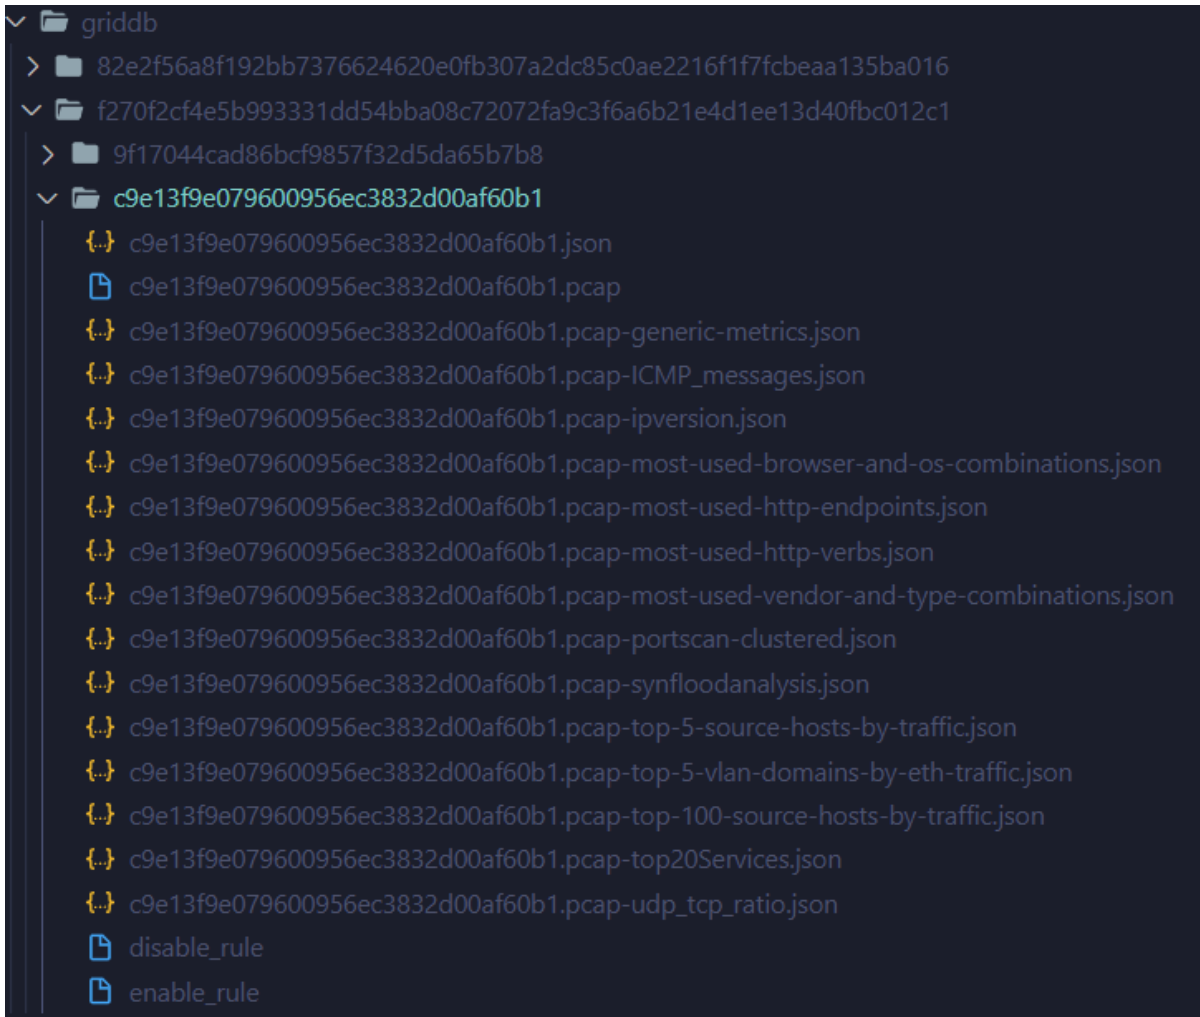 griddb
82e2f56a8f192bb7376624620e0fb307a2dc85c0ae2216f1f7fcbeaa135ba016
f270f2cf4e5b993331dd54bba08c72072fa9c3f6a6b21e4d1ee13d40fbc012c1
9f17044cad86bcf9857f32d5da65b7b8
c9e13f9e079600956ec3832d00af60b1
c9e13f9e079600956ec3832d00af60b1.json
c9e13f9e079600956ec3832d00af60b1.pcap
c9e13f9e079600956ec3832d00af60b1.pcap-generic-metrics.json
c9e13f9e079600956ec3832d00af60b1.pcap-ICMP_messages.json
c9e13f9e079600956ec3832d00af60b1.pcap-ipversion.json
c9e13f9e079600956ec3832d00af60b1.pcap-most-used-browser-and-os-combinations.json
c9e13f9e079600956ec3832d00af60b1.pcap-most-used-http-endpoints.json
c9e13f9e079600956ec3832d00af60b1.pcap-most-used-http-verbs.json
c9e13f9e079600956ec3832d00af60b1.pcap-most-used-vendor-and-type-combinations.json
c9e13f9e079600956ec3832d00af60b1.pcap-portscan-clustered.json
c9e13f9e079600956ec3832d00af60b1.pcap-synfloodanalysis.json
c9e13f9e079600956ec3832d00af60b1.pcap-top-5-source-hosts-by-traffic.json
c9e13f9e079600956ec3832d00af60b1.pcap-top-5-vlan-domains-by-eth-traffic.json
c9e13f9e079600956ec3832d00af60b1.pcap-top-100-source-hosts-by-traffic.json
c9e13f9e079600956ec3832d00af60b1.pcap-top20Services.json
c9e13f9e079600956ec3832d00af60b1.pcap-udp_tcp_ratio.json
disable_rule
enable_rule